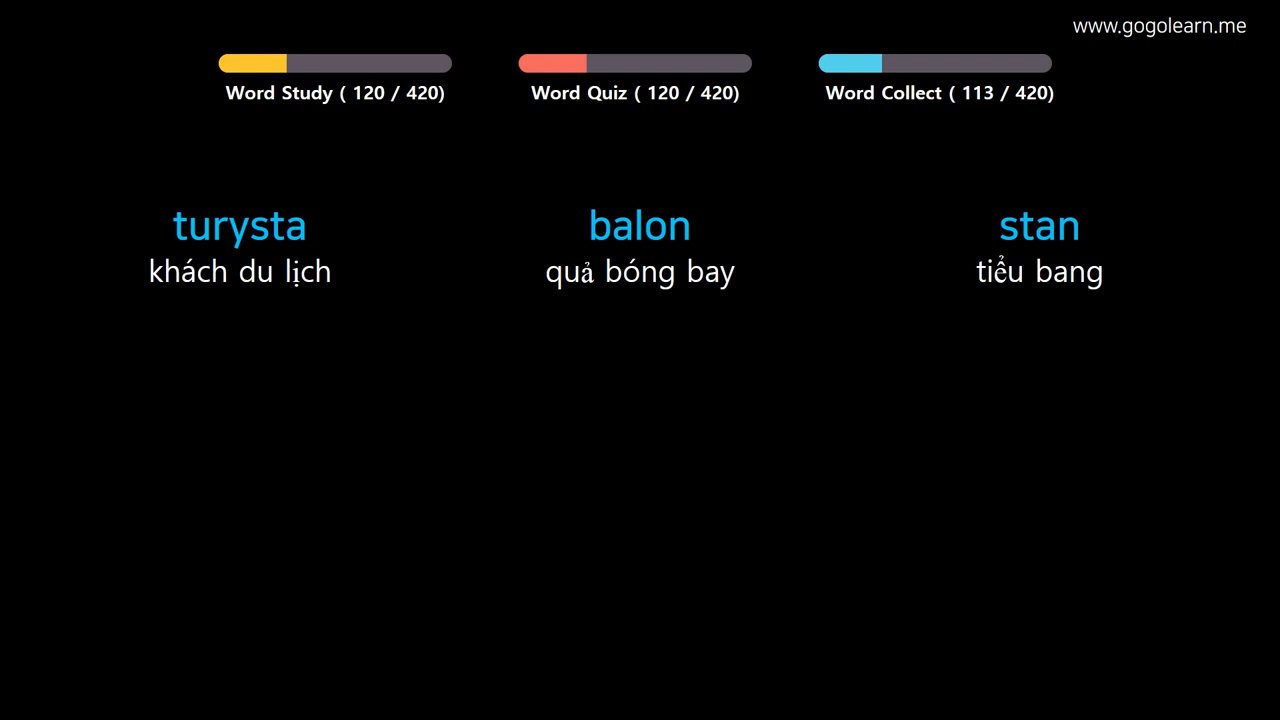 www.gogolearn.me
Word Study ( 120 / 420)
Word Quiz ( 120 / 420)
Word Collect ( 113 / 420)
turysta
khách du lịch
balon
quả bóng bay
stan
tiểu bang